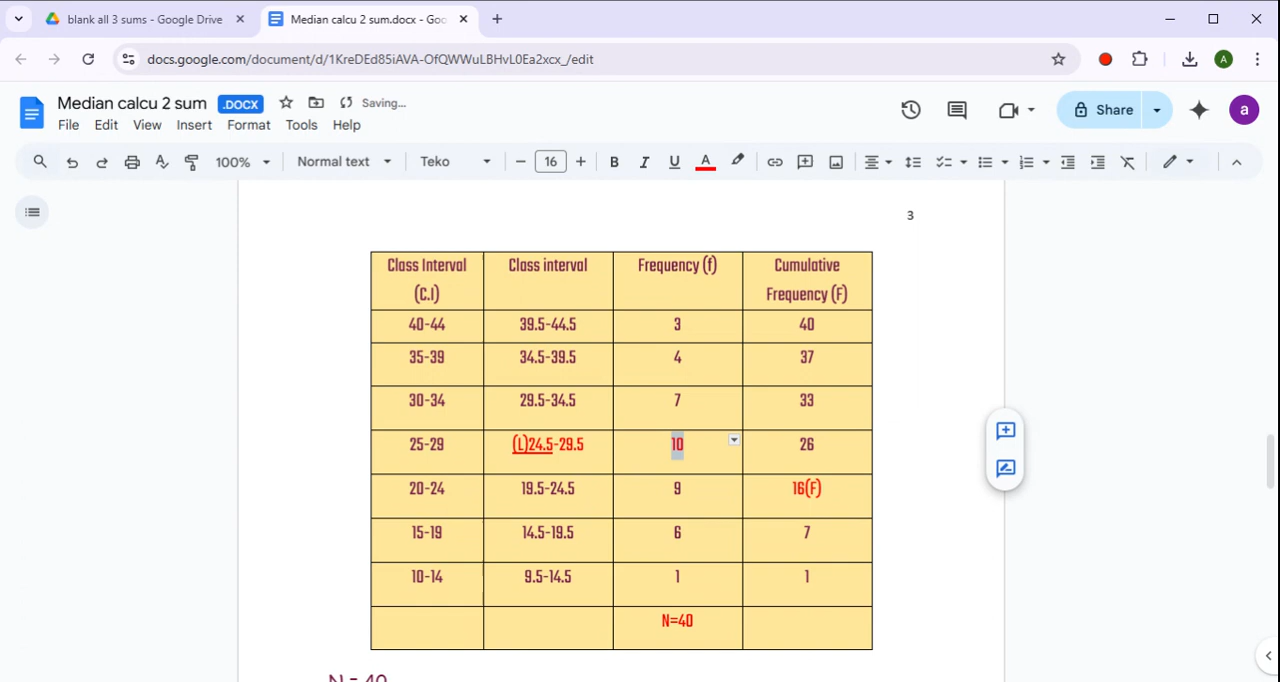 blank all 3 sums - Google Drive
Median calcu 2 sum.docx - Goo
docs.google.com/document/d/1KreDEd85iAVA-OfQWWuLBHvL0Ea2xcx_/edit
A
Median calcu 2 sum .DOCX Saving...
File Edit View Insert Format Tools Help
Share
a
100% Normal text Teko 16 B I U A
3
Class Interval (C.I) Class interval Frequency (f) Cumulative Frequency (F)
40-44 39.5-44.5 3 40
35-39 34.5-39.5 4 37
30-34 29.5-34.5 7 33
25-29 (L)24.5-29.5 10 26
20-24 19.5-24.5 9 16(F)
15-19 14.5-19.5 6 7
10-14 9.5-14.5 1 1
N=40
N = 40